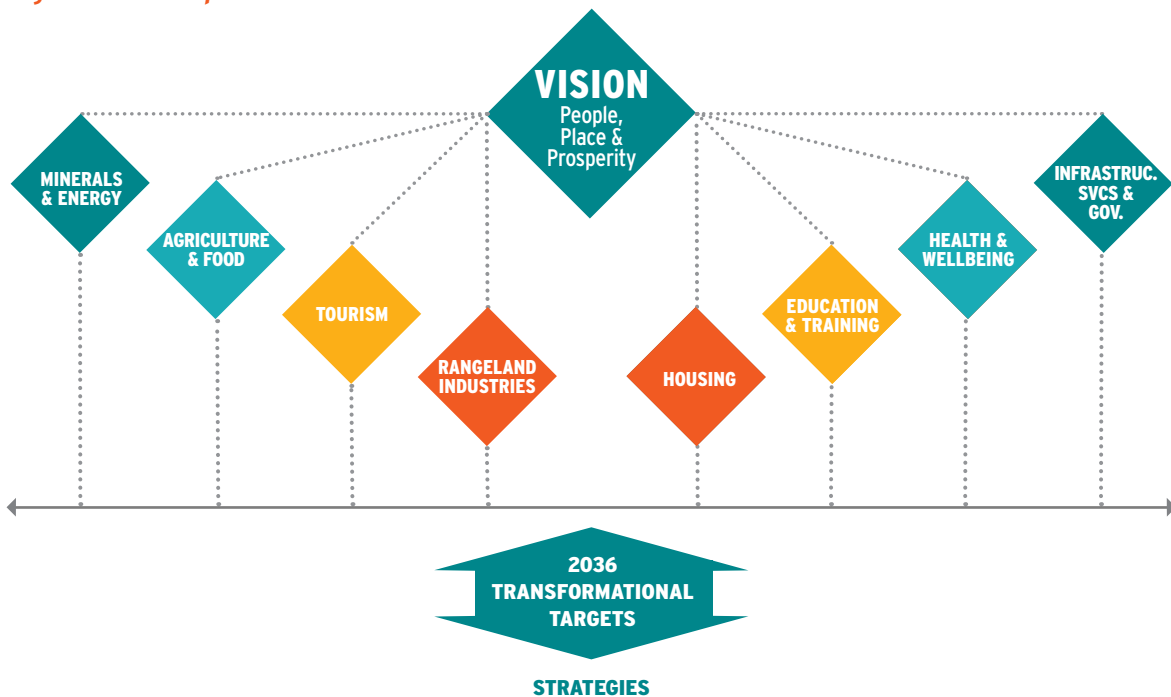 VISION
People,
Place &
Prosperity
MINERALS
& ENERGY
AGRICULTURE
& FOOD
TOURISM
RANGELAND
INDUSTRIES
HOUSING
EDUCATION
& TRAINING
HEALTH &
WELLBEING
INFRASTRUC.
SVCS &
GOV.
2036
TRANSFORMATIONAL
TARGETS
STRATEGIES